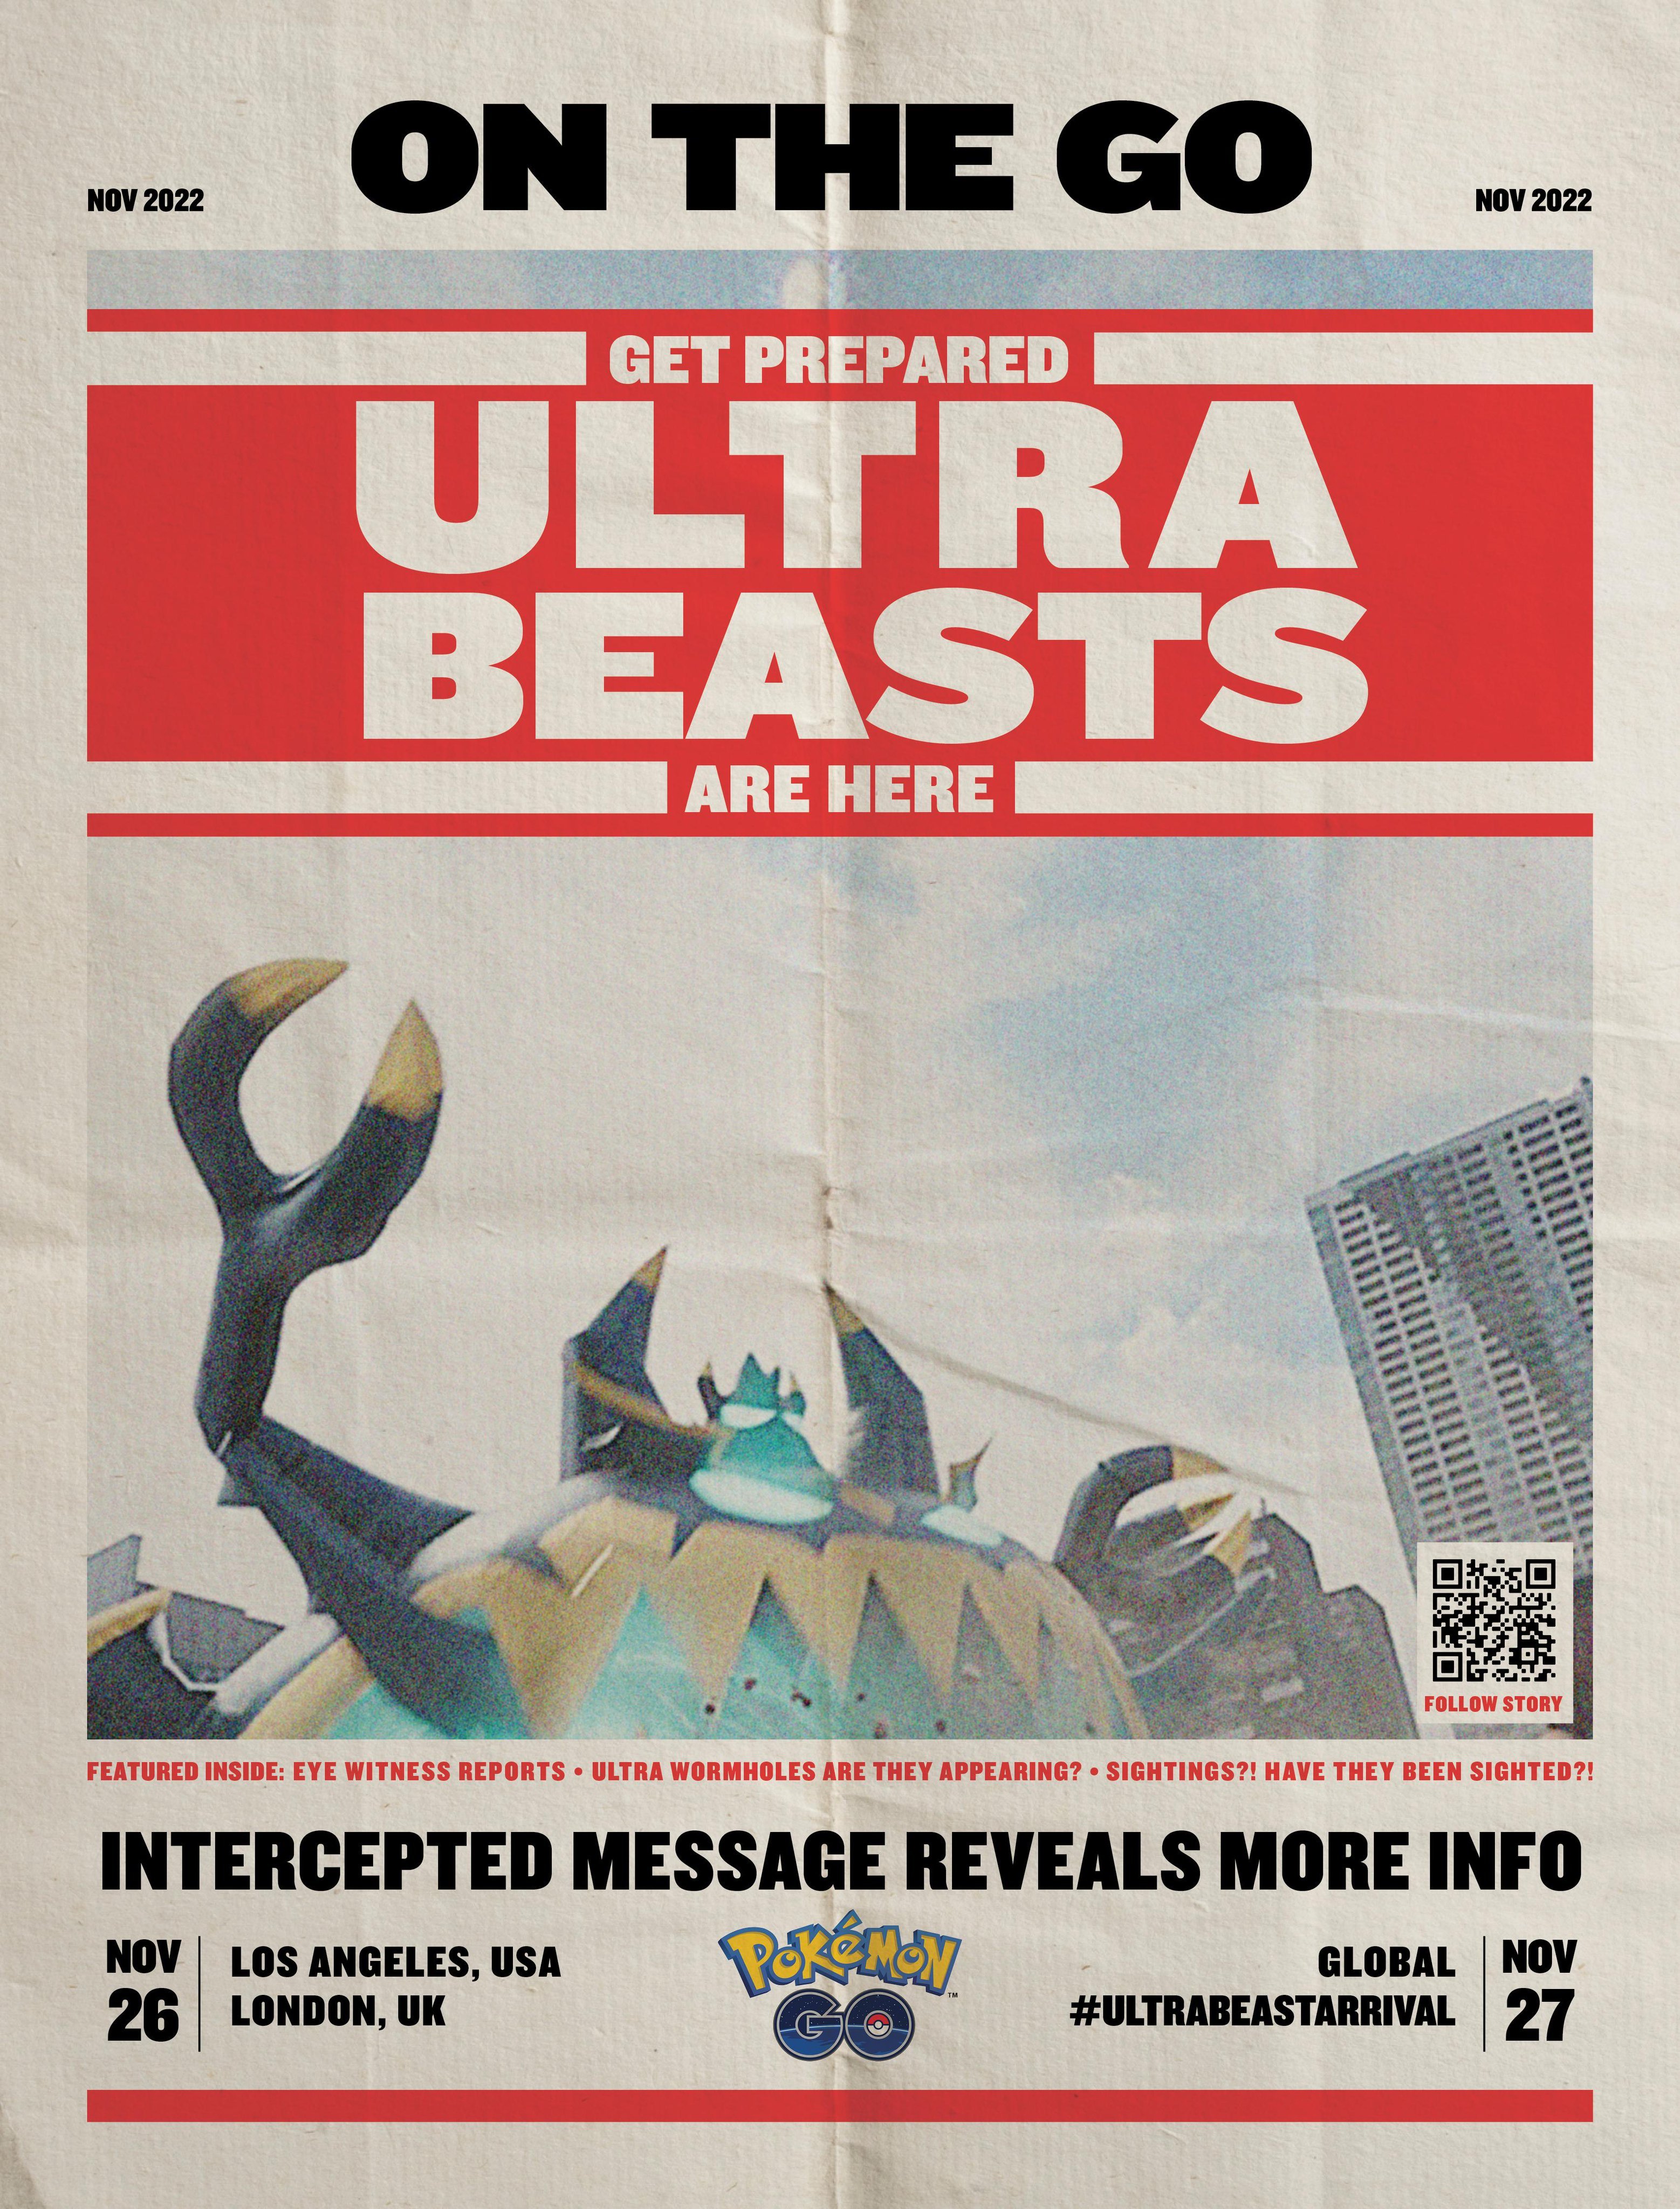 ON THE GO
NOV 2022
NOV 2022
GET PREPARED
ULTRA
BEASTS
ARE HERE
FOLLOW STORY
FEATURED INSIDE: EYE WITNESS REPORTS • ULTRA WORMHOLES ARE THEY APPEARING? • SIGHTINGS?! HAVE THEY BEEN SIGHTED?!
INTERCEPTED MESSAGE REVEALS MORE INFO
NOV
26
LOS ANGELES, USA
LONDON, UK
POKéMON
GO
TM
GLOBAL
#ULTRABEASTARRIVAL
NOV
27